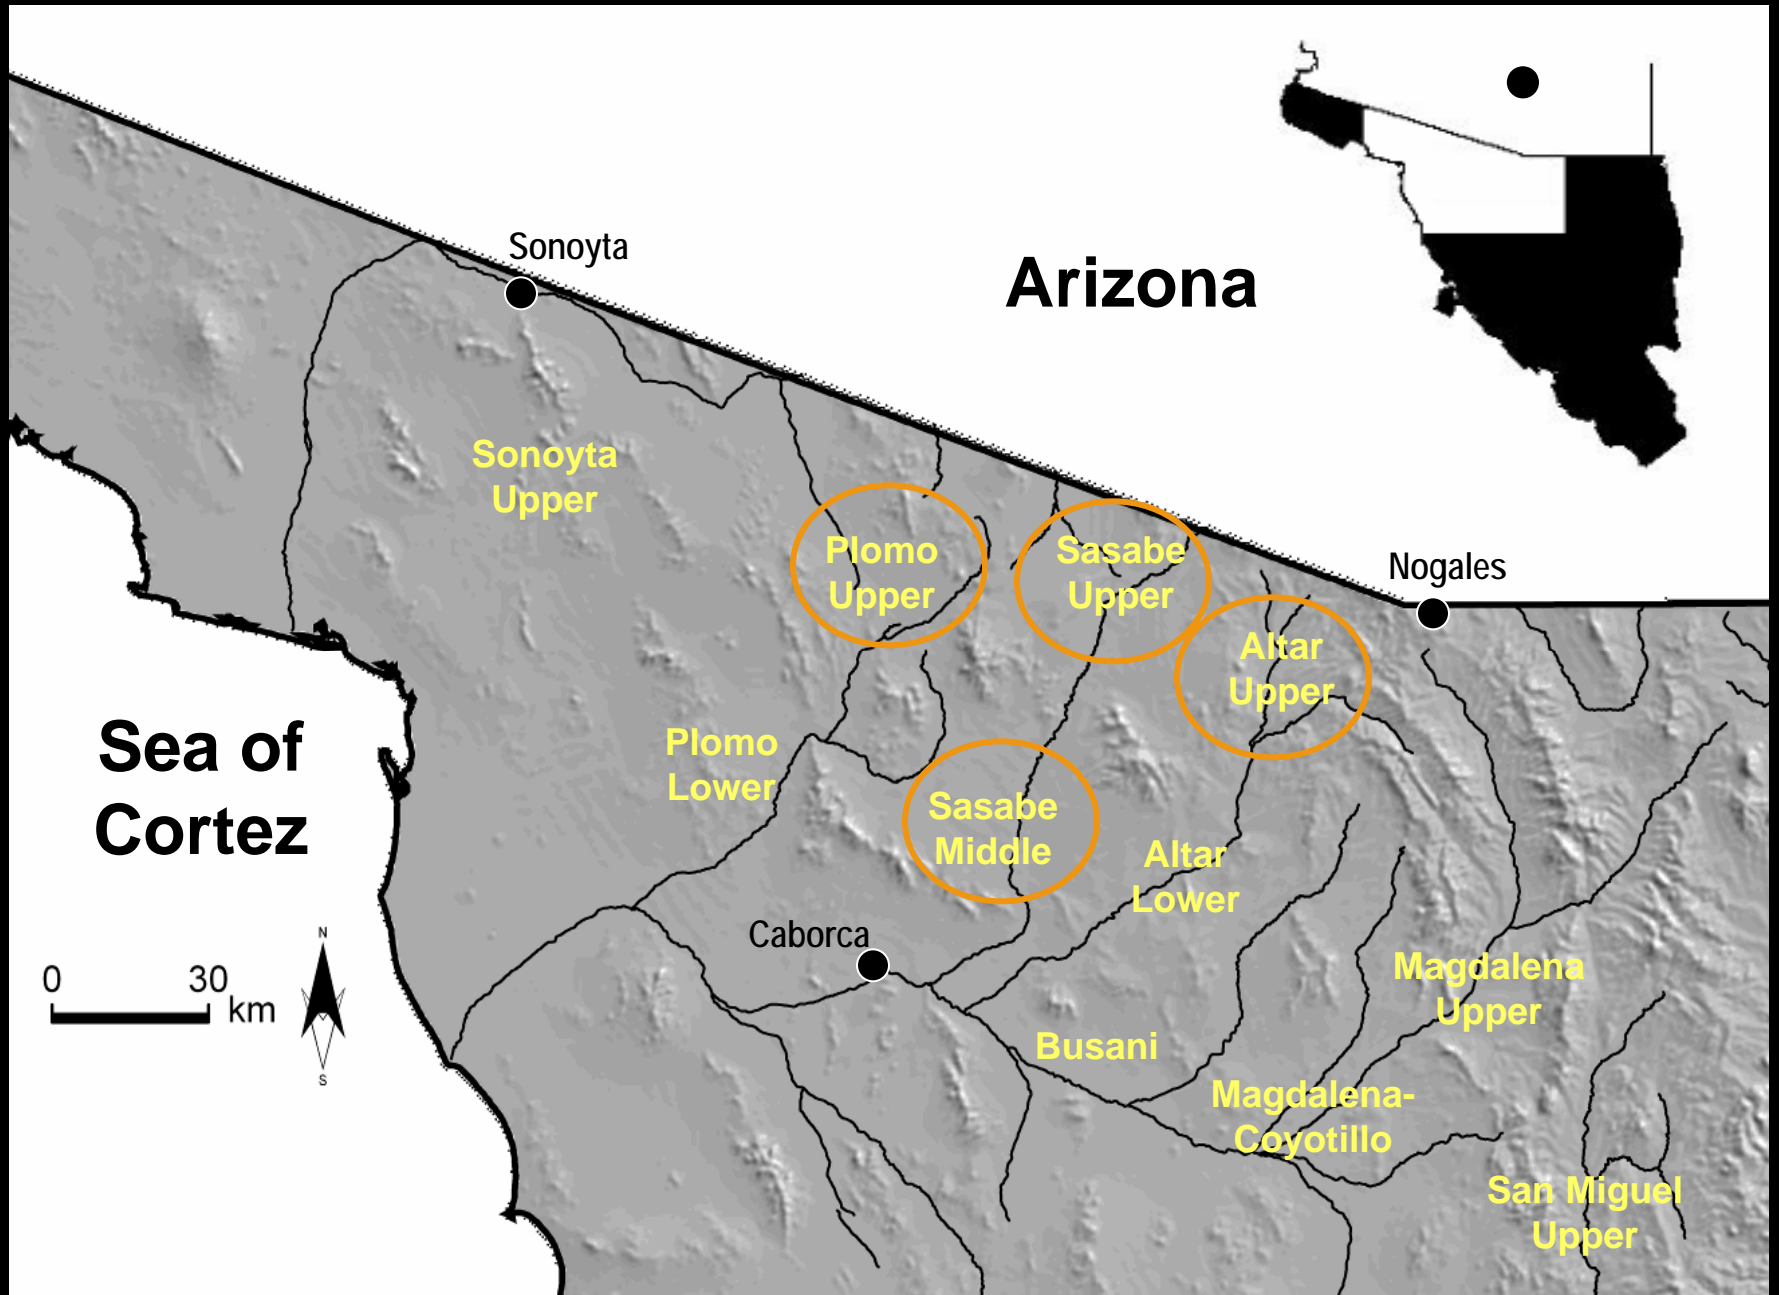 Sonoyta
Arizona
Sonoyta
Upper
Plomo
Upper
Sasabe
Upper
Nogales
Altar
Upper
Sea of
Cortez
Plomo
Lower
Sasabe
Middle
Altar
Lower
Caborca
N
0 30
km
S
Magdalena
Upper
Busani
Magdalena-
Coyotillo
San Miguel
Upper